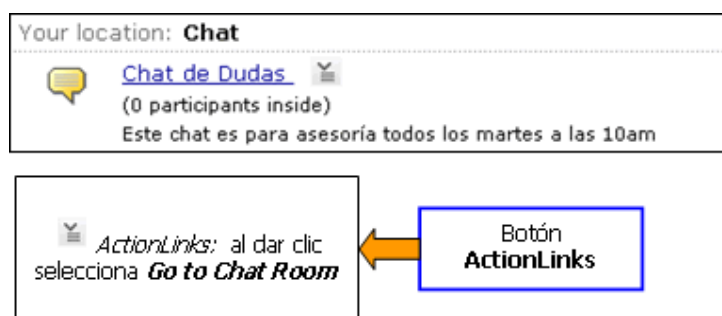 Your location: Chat
Chat de Dudas
(0 participants inside)
Este chat es para asesoría todos los martes a las 10am
ActionLinks: al dar clic
selecciona Go to Chat Room
Botón
ActionLinks